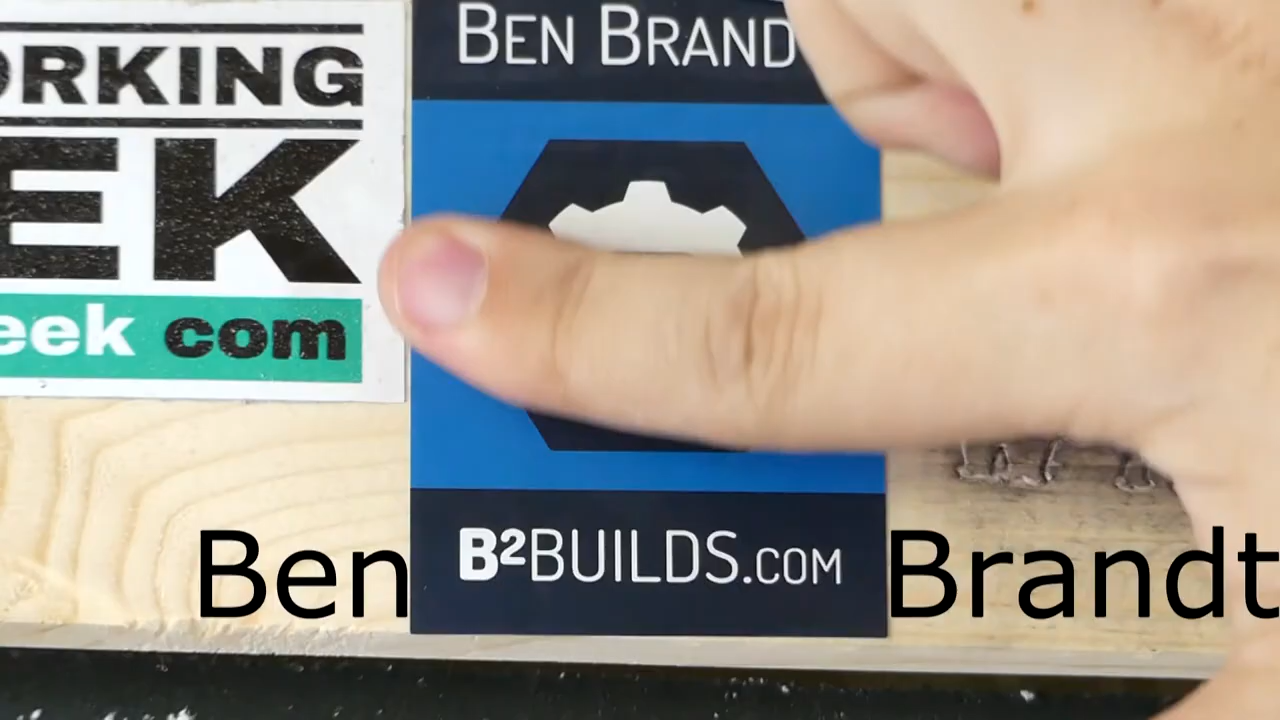 ORKING
EK
eek com
BEN BRAND
B2BUILDS.COM
Ben Brandt